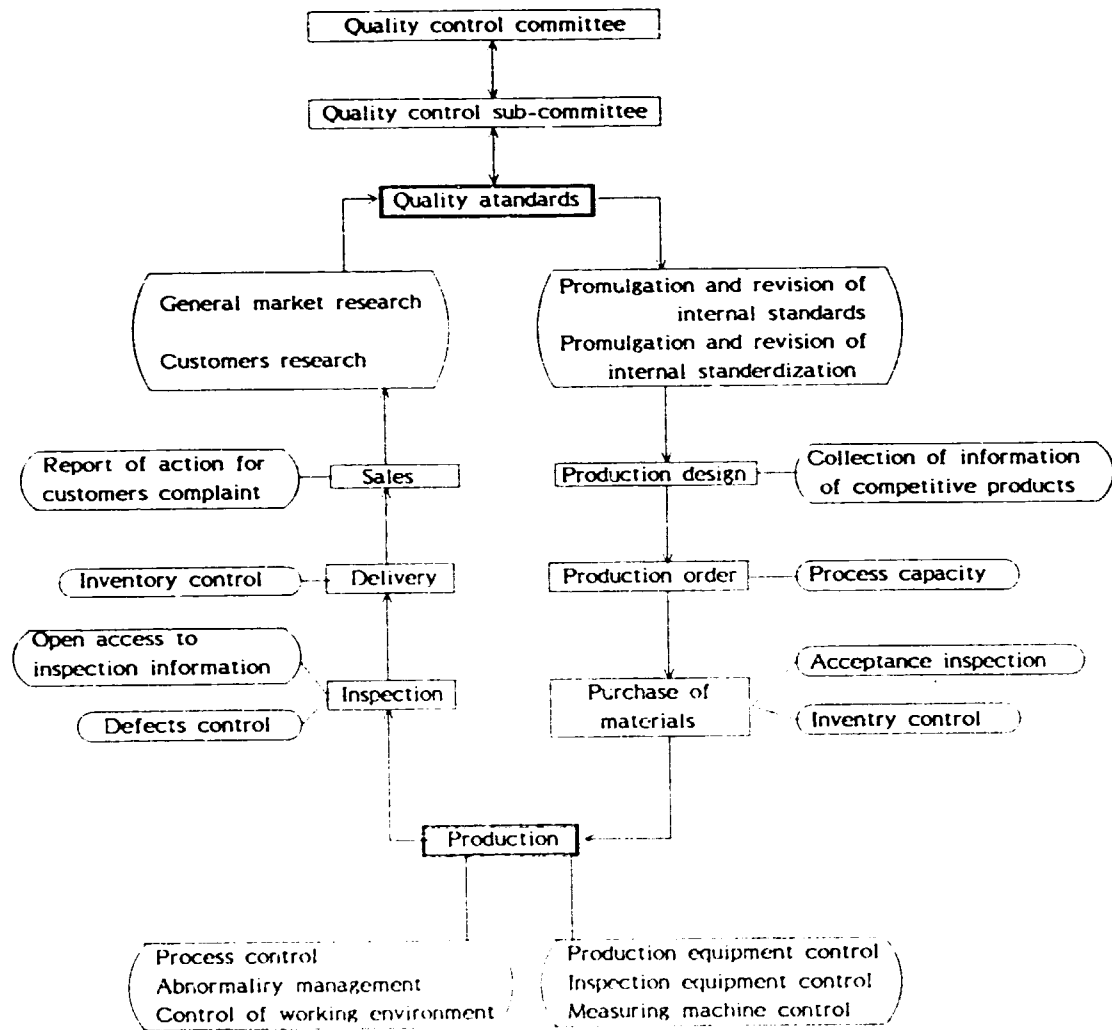 Quality control committee
Quality control sub-committee
Quality atandards
General market research
Customers research
Promulgation and revision of
internal standards
Promulgation and revision of
internal standerdization
Report of action for
customers complaint
Sales
Production design
Collection of information
of competitive products
Inventory control
Delivery
Production order
Process capacity
Open access to
inspection information
Defects control
Inspection
Purchase of
materials
Acceptance inspection
Inventry control
Production
Process control
Abnormaliry management
Control of working environment
Production equipment control
Inspection equipment control
Measuring machine control